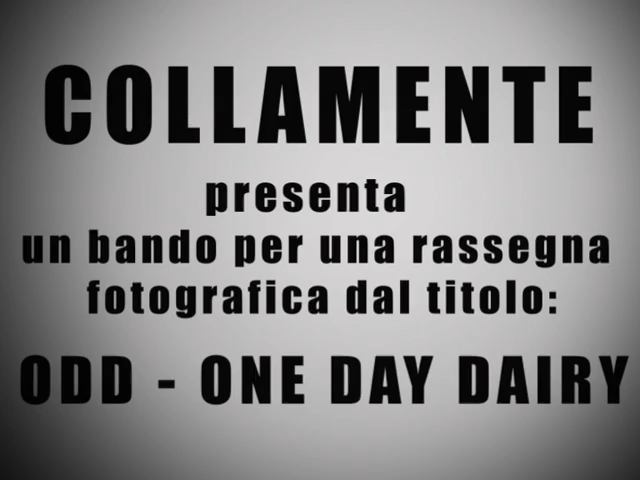 COLLAMENTE
presenta
un bando per una rassegna
fotografica dal titolo:
ODD - ONE DAY DAIRY